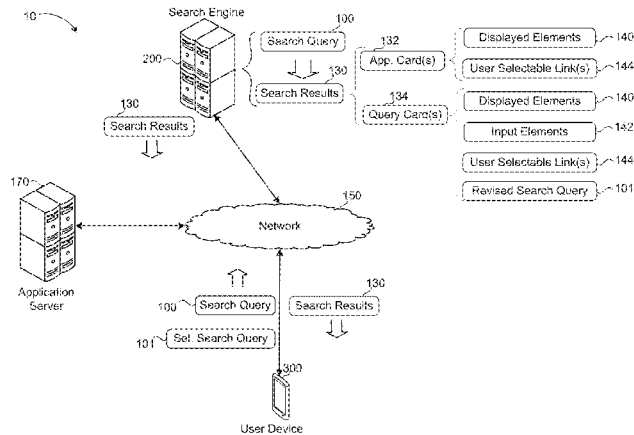 Search Engine
10
100
Search Query
132
App. Card(s)
Displayed Elements
140
User Selectable Link(s)
144
200
130
Search Results
134
Query Card(s)
Displayed Elements
140
Input Elements
142
User Selectable Link(s)
144
Revised Search Query
101
130
Search Results
170
Application
Server
150
Network
100
Search Query
130
Search Results
101
Set. Search Query
300
User Device